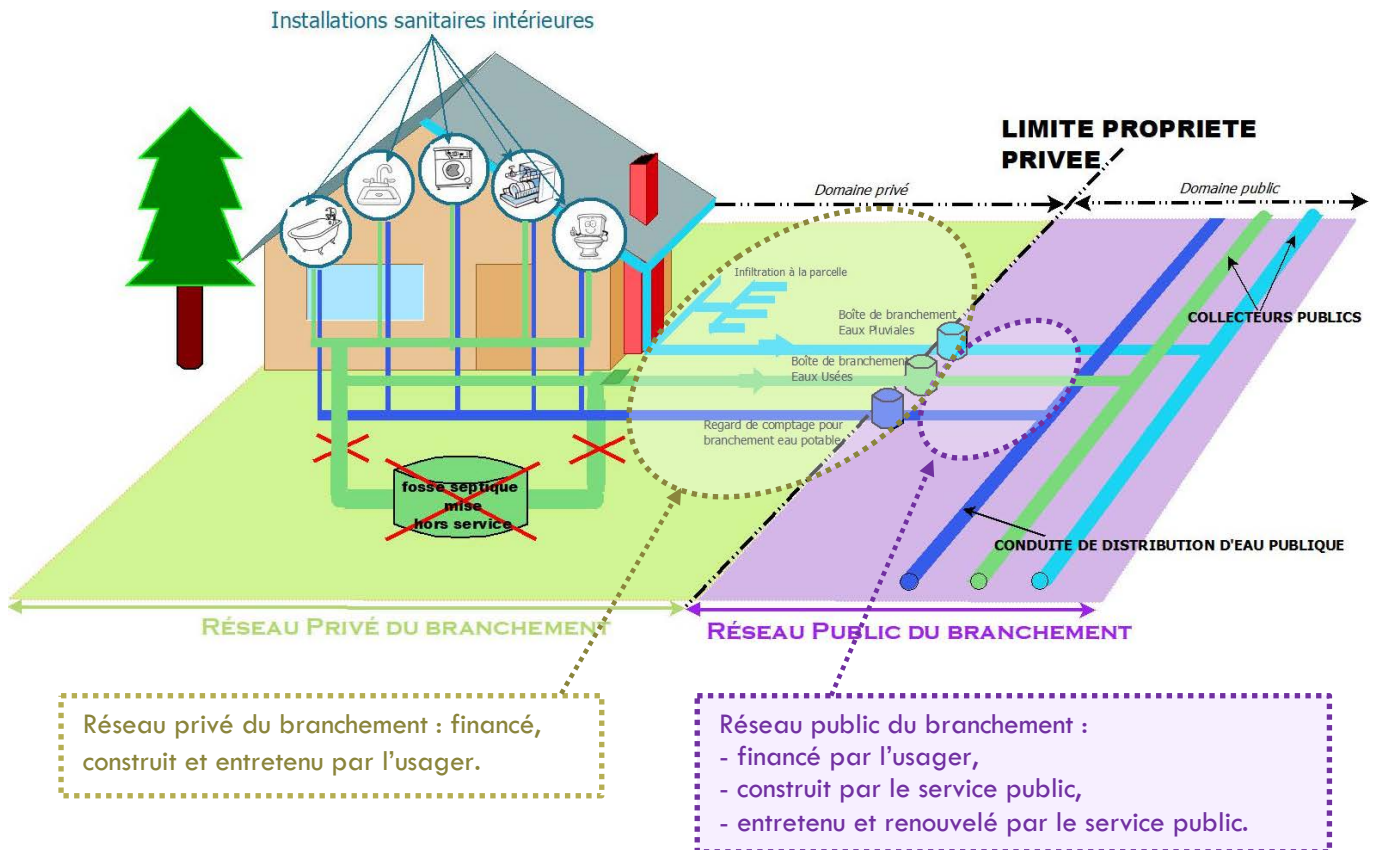 Installations sanitaires intérieures
LIMITE PROPRIETE
PRIVEE
Domaine privé
Domaine public
Infiltration à la parcelle
Boîte de branchement
Eaux Pluviales
COLLECTEURS PUBLICS
Boîte de branchement
Eaux Usées
Regard de comptage pour
branchement eau potable
fosse septique
mise
hors service
CONDUITE DE DISTRIBUTION D'EAU PUBLIQUE
RÉSEAU PRIVÉ DU BRANCHEMENT
RÉSEAU PUBLIC DU BRANCHEMENT
Réseau privé du branchement : financé,
construit et entretenu par l'usager.
Réseau public du branchement :
- financé par l'usager,
- construit par le service public,
- entretenu et renouvelé par le service public.